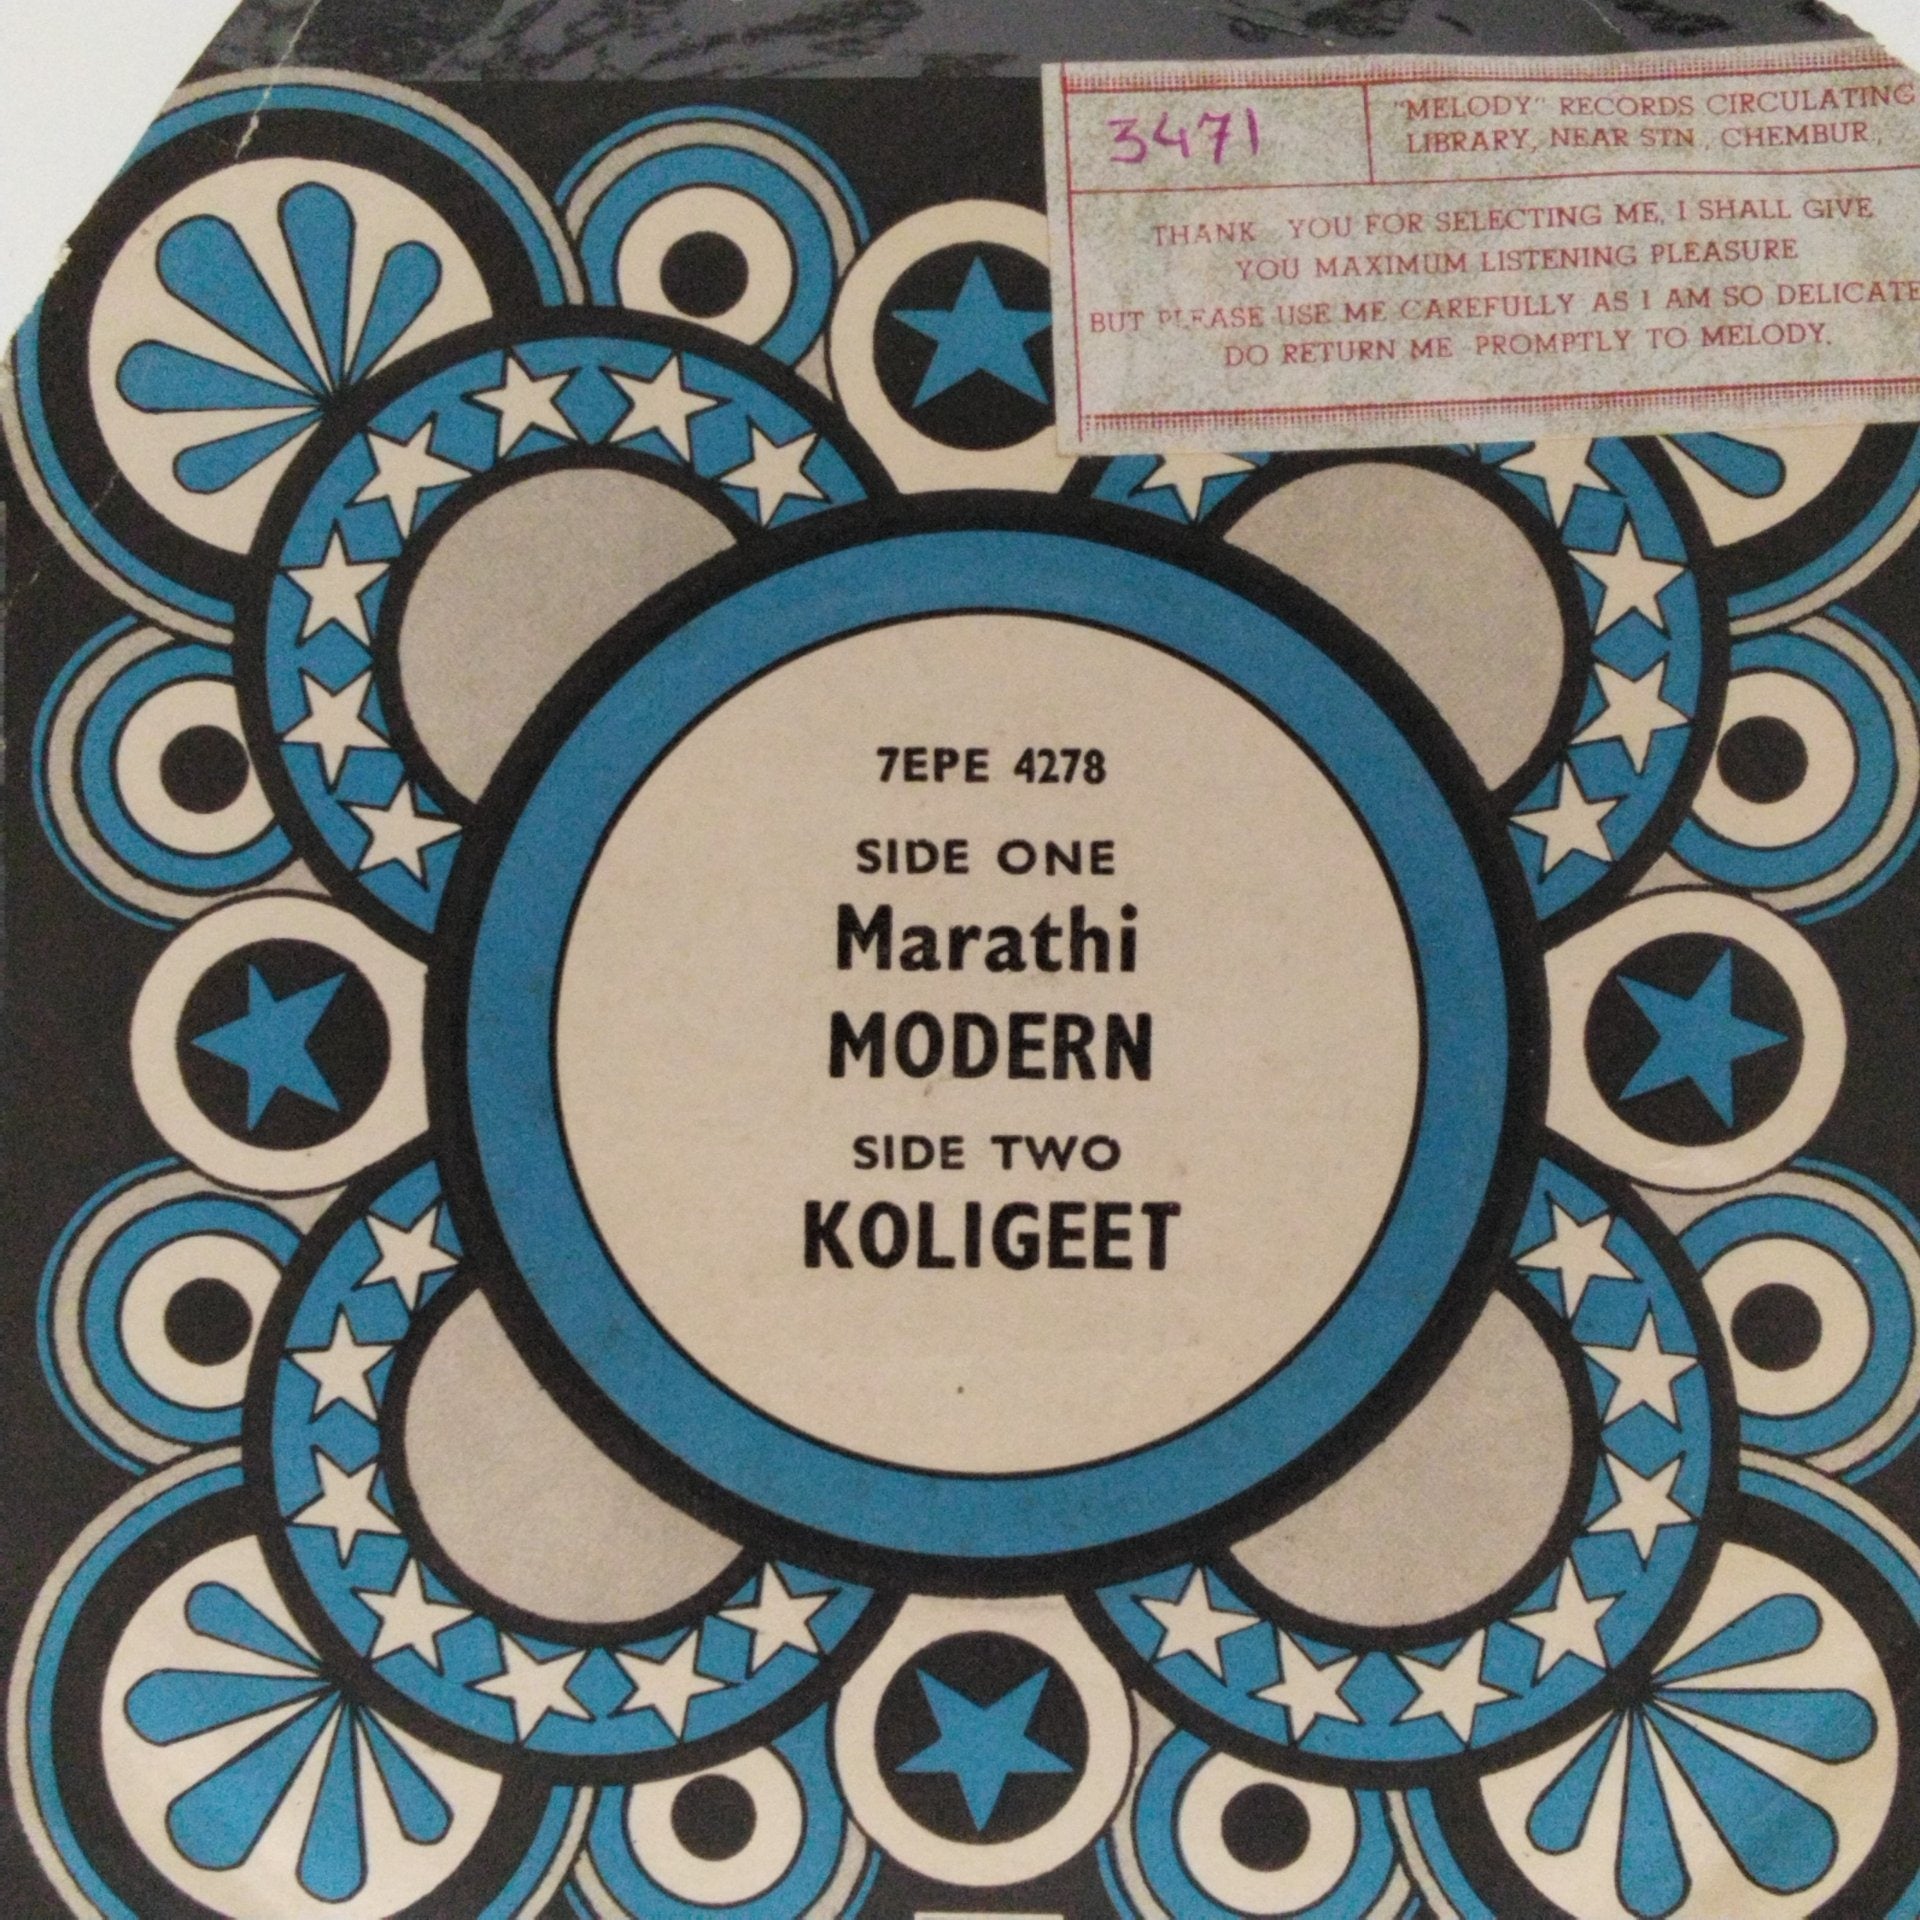 3471
"MELODY" RECORDS CIRCULATING
LIBRARY, NEAR STN., CHEMBUR,
THANK YOU FOR SELECTING ME, I SHALL GIVE
YOU MAXIMUM LISTENING PLEASURE
BUT PLEASE USE ME CAREFULLY AS I AM SO DELICATE
DO RETURN ME PROMPTLY TO MELODY.
7EPE 4278
SIDE ONE
Marathi
MODERN
SIDE TWO
KOLIGEET